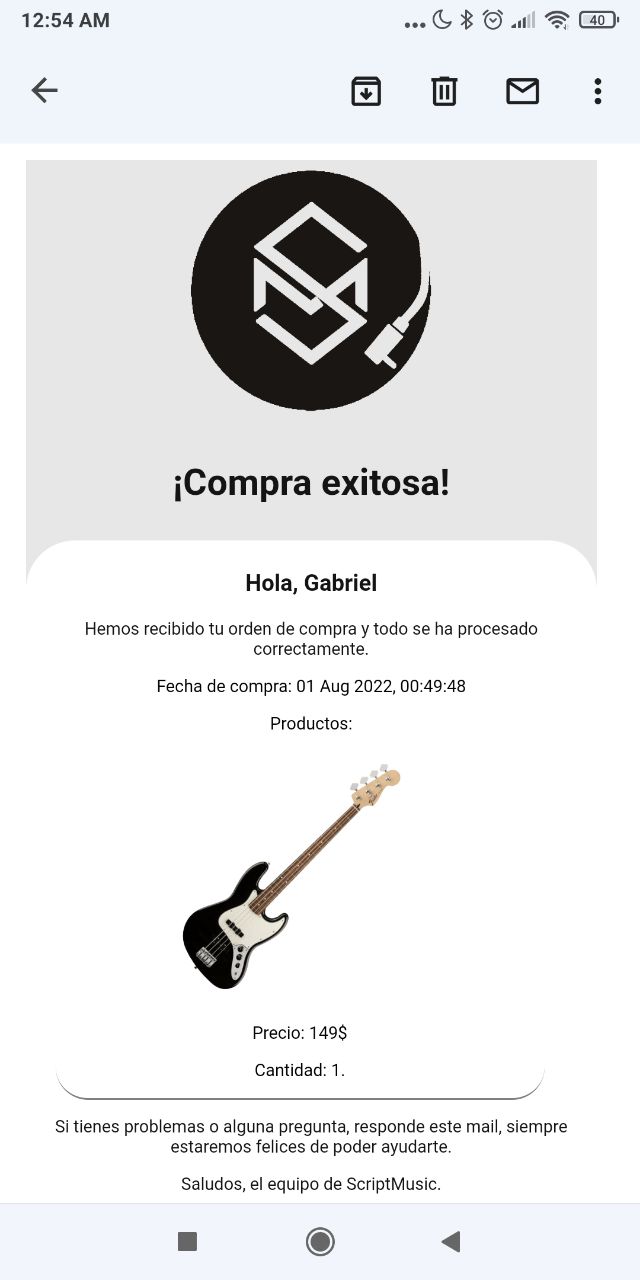 12:54 AM
40
¡Compra exitosa!
Hola, Gabriel
Hemos recibido tu orden de compra y todo se ha procesado
correctamente.
Fecha de compra: 01 Aug 2022, 00:49:48
Productos:
Precio: 149$
Cantidad: 1.
Si tienes problemas o alguna pregunta, responde este mail, siempre
estaremos felices de poder ayudarte.
Saludos, el equipo de ScriptMusic.